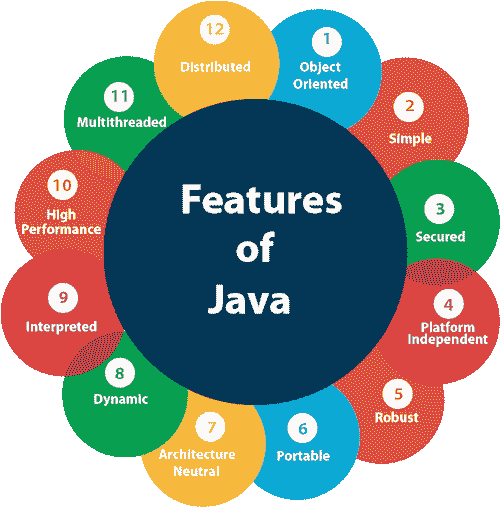 Features
of
Java
1
Object
Oriented
2
Simple
3
Secured
4
Platform
Independent
5
Robust
6
Portable
7
Architecture
Neutral
8
Dynamic
9
Interpreted
10
High
Performance
11
Multithreaded
12
Distributed